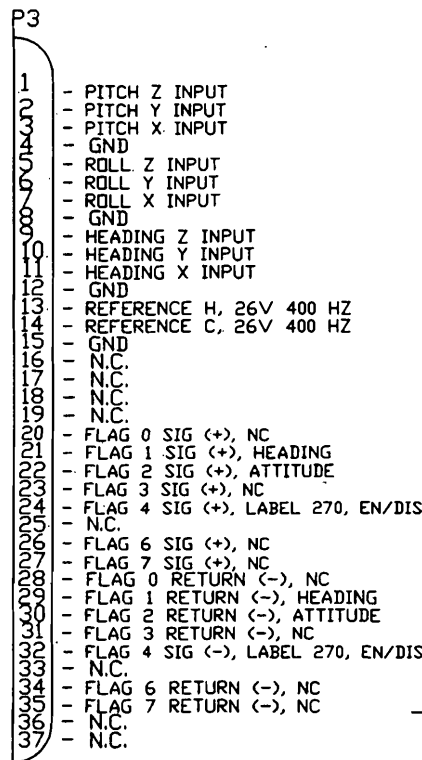 P3
1 - PITCH Z INPUT
2 - PITCH Y INPUT
3 - PITCH X INPUT
4 - GND
5 - ROLL Z INPUT
6 - ROLL Y INPUT
7 - ROLL X INPUT
8 - GND
9 - HEADING Z INPUT
10 - HEADING Y INPUT
11 - HEADING X INPUT
12 - GND
13 - REFERENCE H, 26V 400 HZ
14 - REFERENCE C, 26V 400 HZ
15 - GND
16 - N.C.
17 - N.C.
18 - N.C.
19 - N.C.
20 - FLAG 0 SIG (+), NC
21 - FLAG 1 SIG (+), HEADING
22 - FLAG 2 SIG (+), ATTITUDE
23 - FLAG 3 SIG (+), NC
24 - FLAG 4 SIG (+), LABEL 270, EN/DIS
25 - N.C.
26 - FLAG 6 SIG (+), NC
27 - FLAG 7 SIG (+), NC
28 - FLAG 0 RETURN (-), NC
29 - FLAG 1 RETURN (-), HEADING
30 - FLAG 2 RETURN (-), ATTITUDE
31 - FLAG 3 RETURN (-), NC
32 - FLAG 4 SIG (-), LABEL 270, EN/DIS
33 - N.C.
34 - FLAG 6 RETURN (-), NC
35 - FLAG 7 RETURN (-), NC
36 - N.C.
37 - N.C.